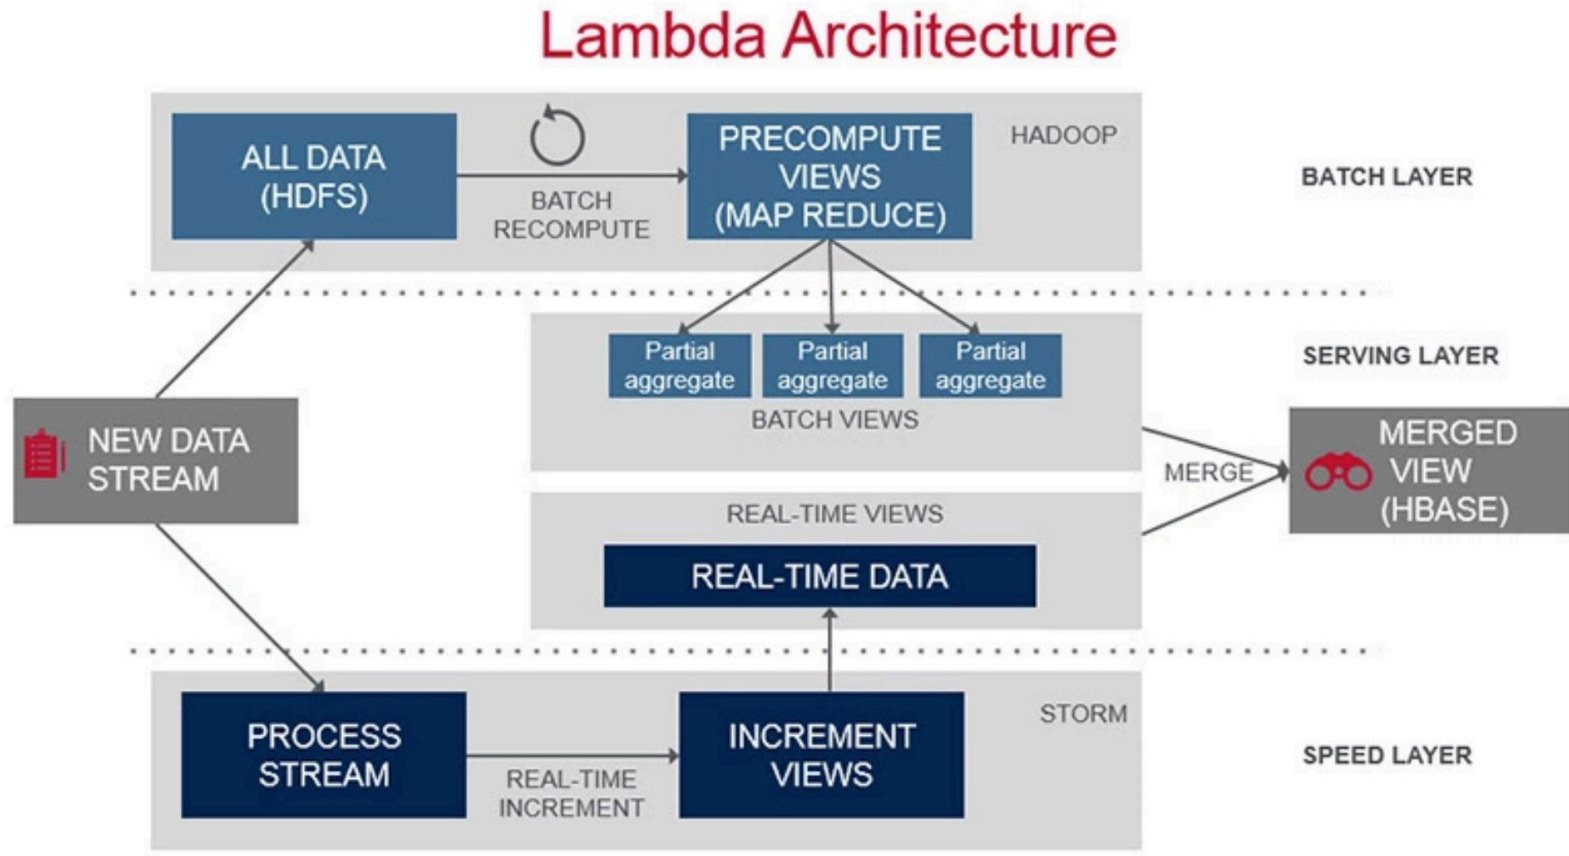 Lambda Architecture
ALL DATA
(HDFS)
BATCH
RECOMPUTE
PRECOMPUTE
VIEWS
(MAP REDUCE)
HADOOP
BATCH LAYER
Partial
aggregate
Partial
aggregate
Partial
aggregate
BATCH VIEWS
SERVING LAYER
NEW DATA
STREAM
MERGE
MERGED
VIEW
(HBASE)
REAL-TIME VIEWS
REAL-TIME DATA
PROCESS
STREAM
REAL-TIME
INCREMENT
INCREMENT
VIEWS
STORM
SPEED LAYER